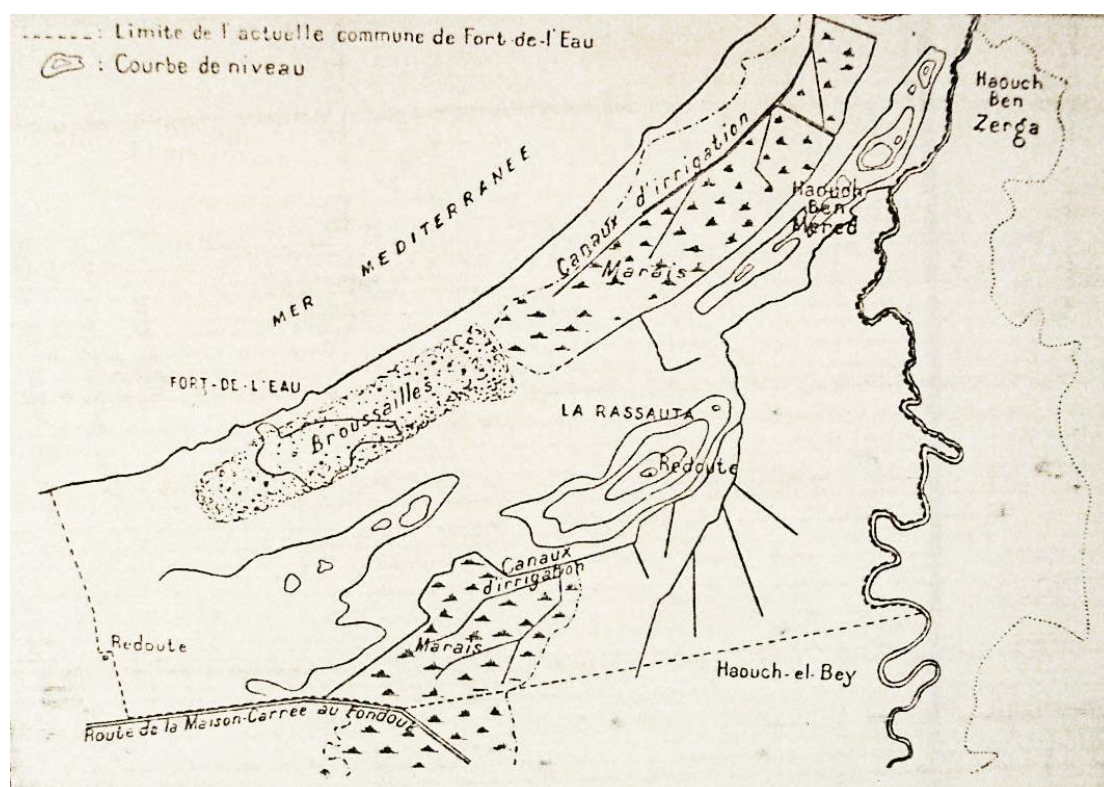 : Limite de l'actuelle commune de Fort-de-l'Eau
: Courbe de niveau
Haouch
Ben
Zerga
MER MEDITERRANÉE
Canaux d'irrigation
Haouch
Ben
Mered
Marais
FORT-DE-L'EAU
Broussailles
LA RASSAUTA
Redoute
Canaux
d'irrigation
Redoute
Marais
Haouch-el-Bey
Route de la Maison-Carrée au Fondouk